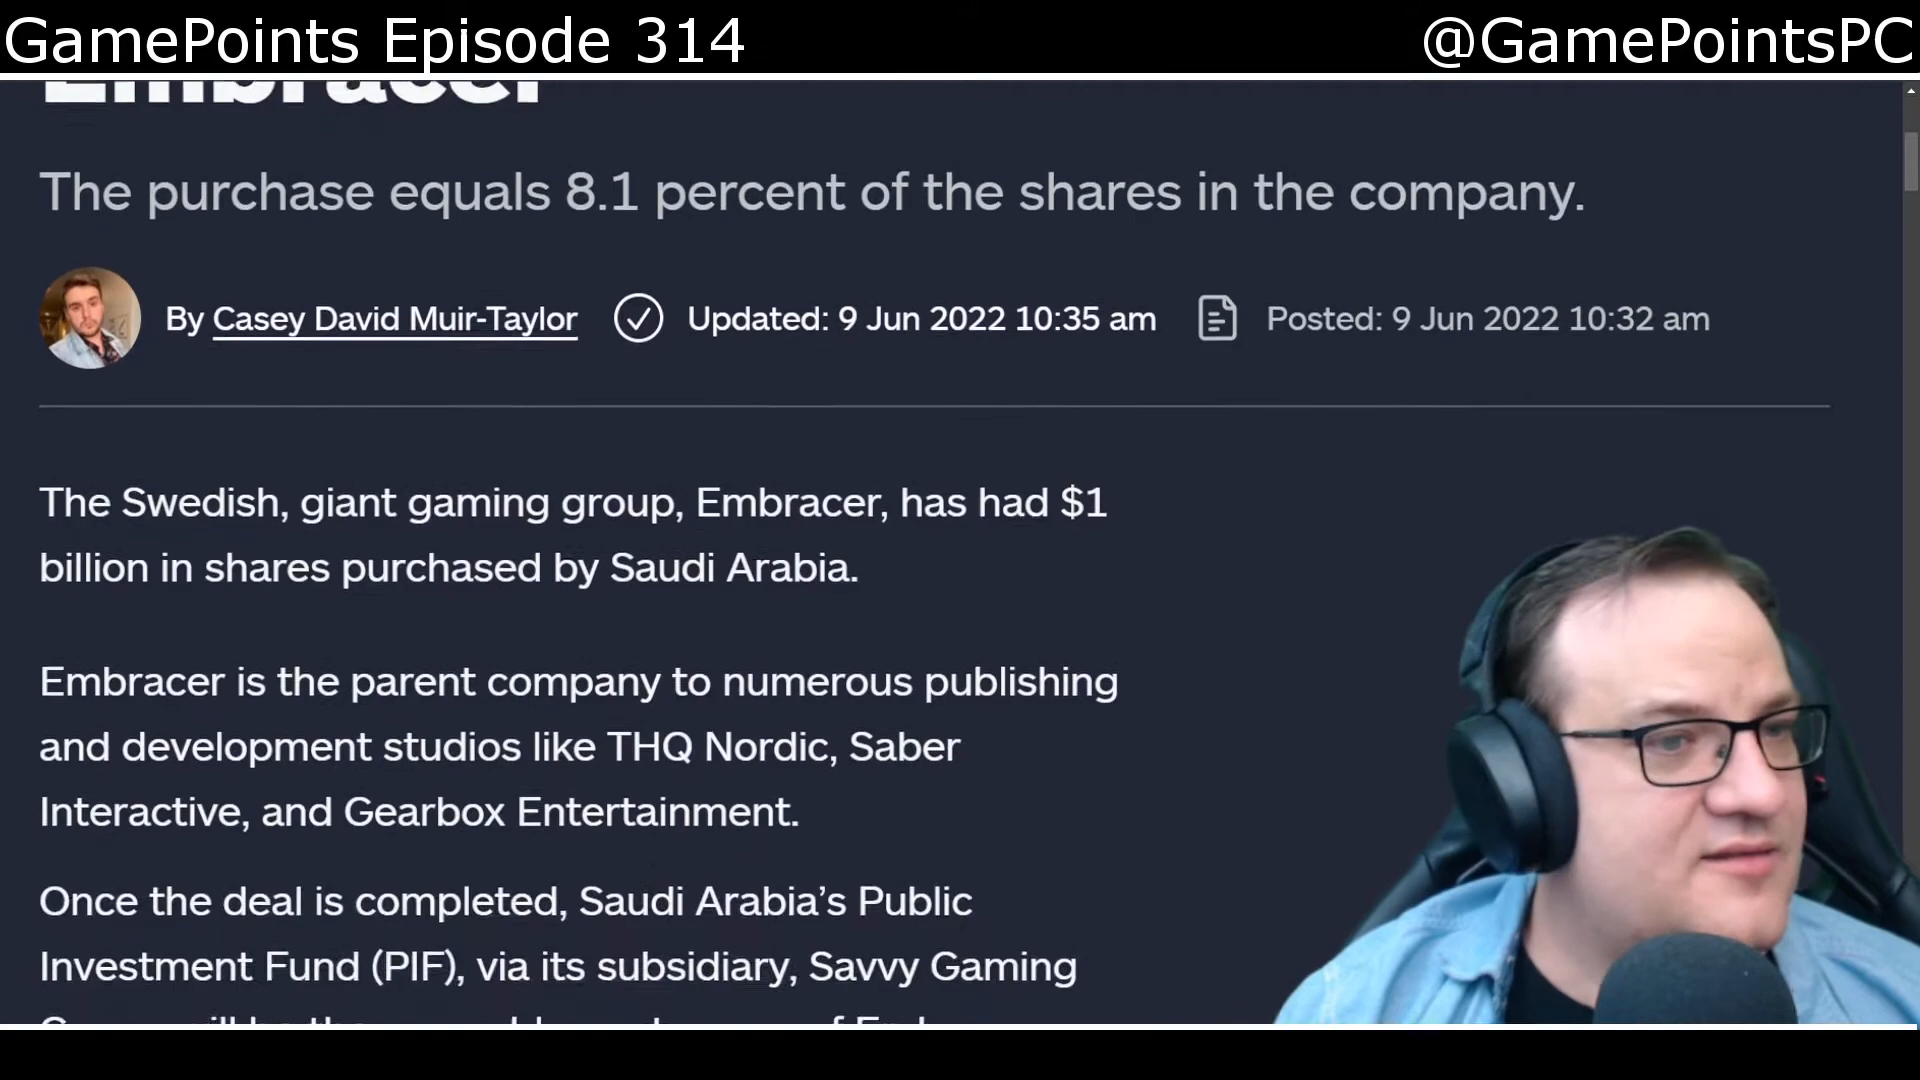 GamePoints Episode 314
@GamePointsPC
Embracer
The purchase equals 8.1 percent of the shares in the company.
By Casey David Muir-Taylor
Updated: 9 Jun 2022 10:35 am
Posted: 9 Jun 2022 10:32 am
The Swedish, giant gaming group, Embracer, has had $1
billion in shares purchased by Saudi Arabia.
Embracer is the parent company to numerous publishing
and development studios like THQ Nordic, Saber
Interactive, and Gearbox Entertainment.
Once the deal is completed, Saudi Arabia’s Public
Investment Fund (PIF), via its subsidiary, Savvy Gaming